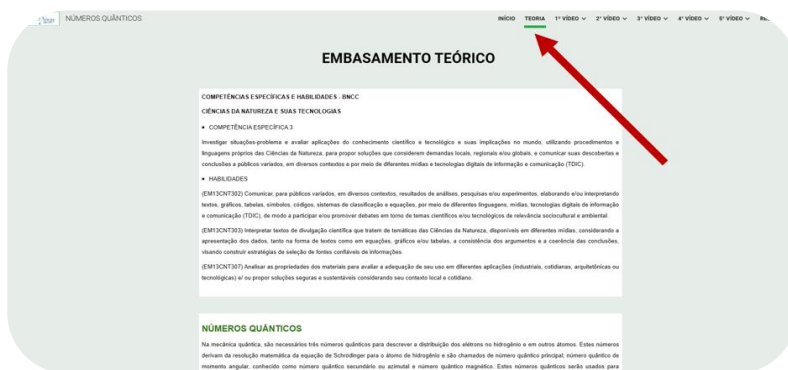 NÚMEROS QUÂNTICOS
INÍCIO TEORIA 1º VÍDEO 2º VÍDEO 3º VÍDEO 4º VÍDEO 5º VÍDEO
EMBASAMENTO TEÓRICO
COMPETÊNCIAS ESPECÍFICAS E HABILIDADES - BNCC
CIÊNCIAS DA NATUREZA E SUAS TECNOLOGIAS
• COMPETÊNCIA ESPECÍFICA 3
Investigar situações-problema e avaliar aplicações do conhecimento científico e tecnológico e suas implicações no mundo, utilizando procedimentos e
linguagens próprios das Ciências da Natureza, para propor soluções que considerem demandas locais, regionais e/ou globais, e comunicar suas descobertas e
conclusões a públicos variados, em diversos contextos e por meio de diferentes mídias e tecnologias digitais de informação e comunicação (TDIC).
• HABILIDADES
(EM13CNT302) Comunicar, para públicos variados, em diversos contextos, resultados de análises, pesquisas e/ou experimentos, elaborando e/ou interpretando
textos, gráficos, tabelas, símbolos, códigos, sistemas de classificação e equações, por meio de diferentes linguagens, mídias, tecnologias digitais de informação
e comunicação (TDIC), de modo a participar e/ou promover debates em torno de temas científicos e/ou tecnológicos de relevância sociocultural e ambiental.
(EM13CNT303) Interpretar textos de divulgação científica que tratem de temáticas das Ciências da Natureza, disponíveis em diferentes mídias, considerando a
apresentação dos dados, tanto na forma de textos como em equações, gráficos e/ou tabelas, a consistência dos argumentos e a coerência das conclusões,
visando construir estratégias de seleção de fontes confiáveis de informações.
(EM13CNT307) Analisar as propriedades dos materiais para avaliar a adequação de seu uso em diferentes aplicações (industriais, cotidianas, arquitetônicas ou
tecnológicas) e/ ou propor soluções seguras e sustentáveis considerando seu contexto local e cotidiano.
NÚMEROS QUÂNTICOS
Na mecânica quântica, são necessários três números quânticos para descrever a distribuição dos elétrons no hidrogênio e em outros átomos. Estes números
derivam da resolução matemática da equação de Schrödinger para o átomo de hidrogênio e são chamados de número quântico principal, número quântico de
momento angular, conhecido como número quântico secundário ou azimutal e número quântico magnético. Estes números quânticos serão usados para